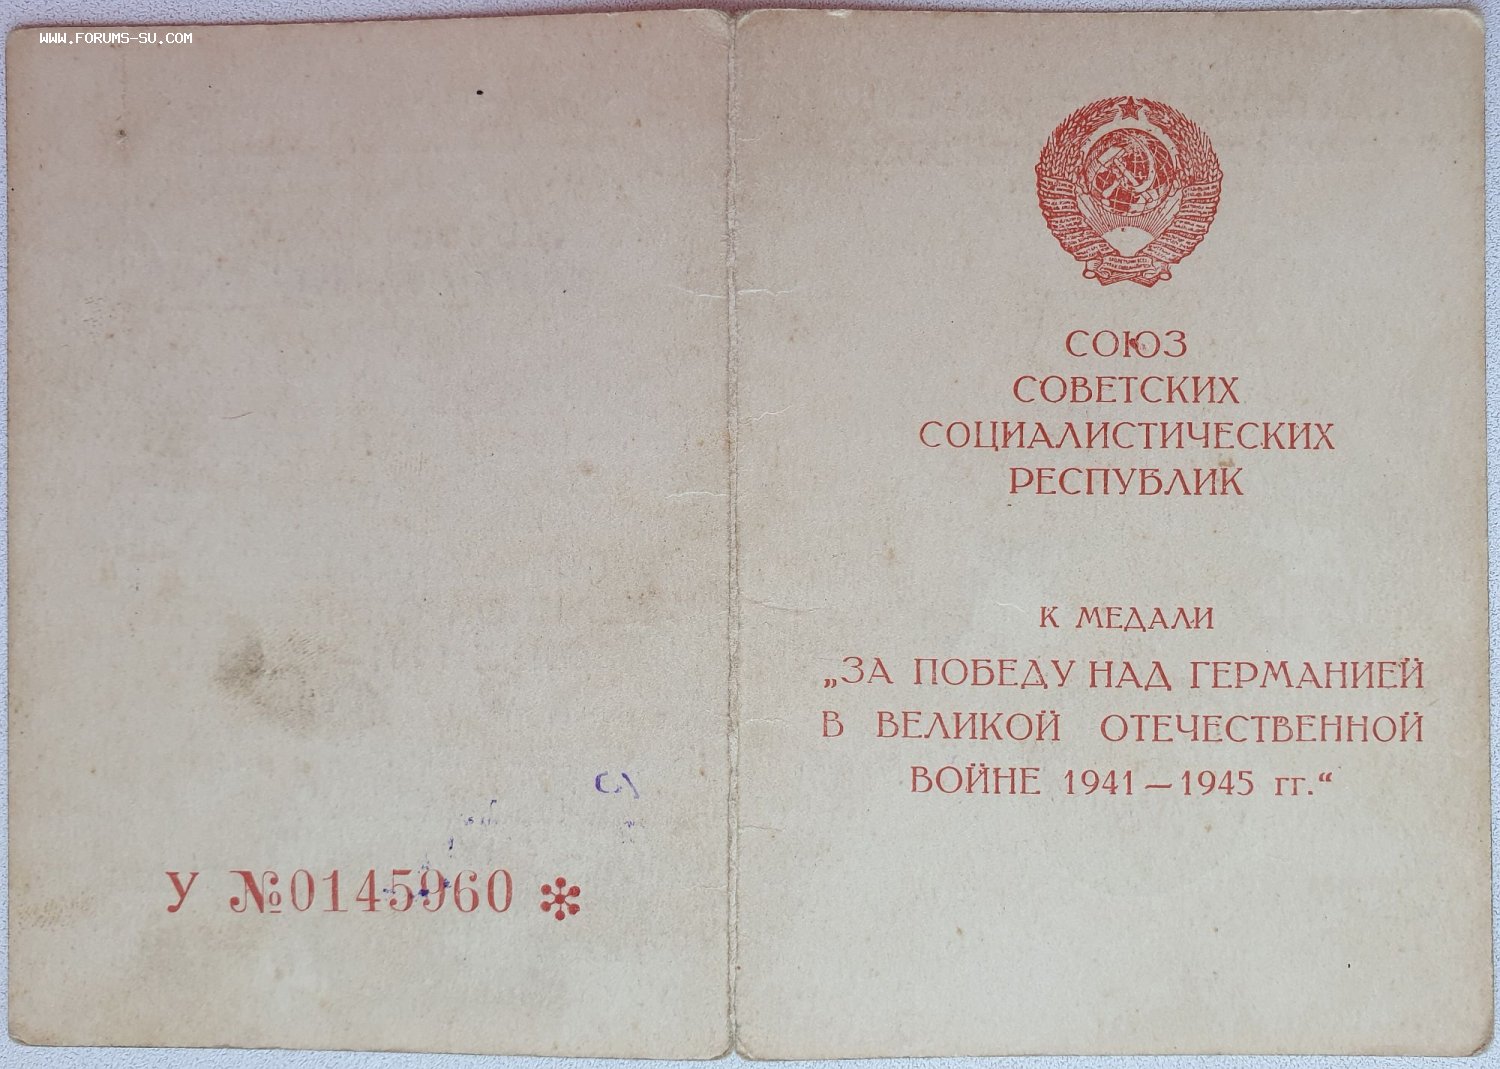 WWW.FORUMS-SU.COM
У №0145960
СОЮЗ
СОВЕТСКИХ
СОЦИАЛИСТИЧЕСКИХ
РЕСПУБЛИК
К МЕДАЛИ
„ЗА ПОБЕДУ НАД ГЕРМАНИЕЙ
В ВЕЛИКОЙ ОТЕЧЕСТВЕННОЙ
ВОЙНЕ 1941—1945 гг.“